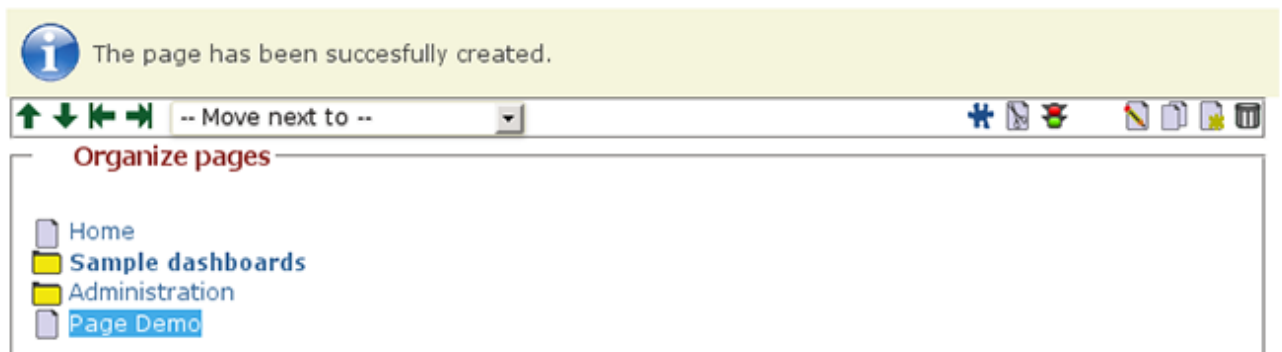 The page has been succesfully created.
-- Move next to --
Organize pages
Home
Sample dashboards
Administration
Page Demo